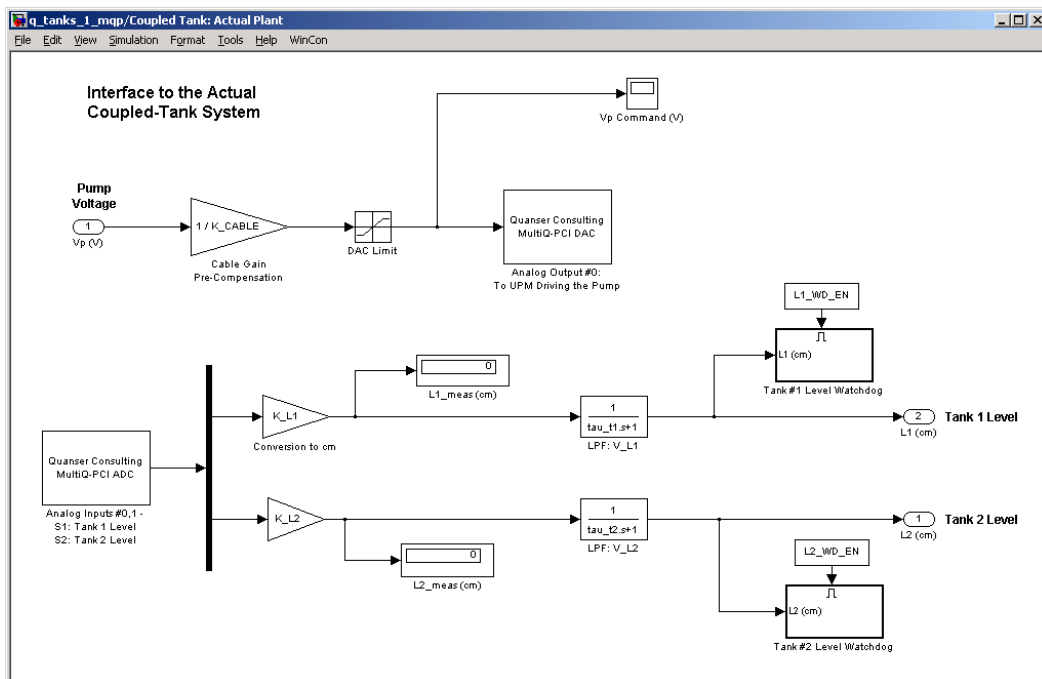 q_tanks_1_mqp/Coupled Tank: Actual Plant
File Edit View Simulation Format Tools Help WinCon
Interface to the Actual
Coupled-Tank System
Vp Command (V)
Pump
Voltage
1
Vp (V)
1 / K_CABLE
Cable Gain
Pre-Compensation
DAC Limit
Quanser Consulting
MultiQ-PCI DAC
Analog Output #0:
To UPM Driving the Pump
L1_WD_EN
L1 (cm)
Tank #1 Level Watchdog
0
L1_meas (cm)
K_L1
Conversion to cm
1
tau_t1.s+1
LPF: V_L1
2
L1 (cm)
Tank 1 Level
Quanser Consulting
MultiQ-PCI ADC
Analog Inputs #0,1 -
S1: Tank 1 Level
S2: Tank 2 Level
K_L2
1
tau_t2.s+1
LPF: V_L2
1
L2 (cm)
Tank 2 Level
0
L2_meas (cm)
L2_WD_EN
L2 (cm)
Tank #2 Level Watchdog